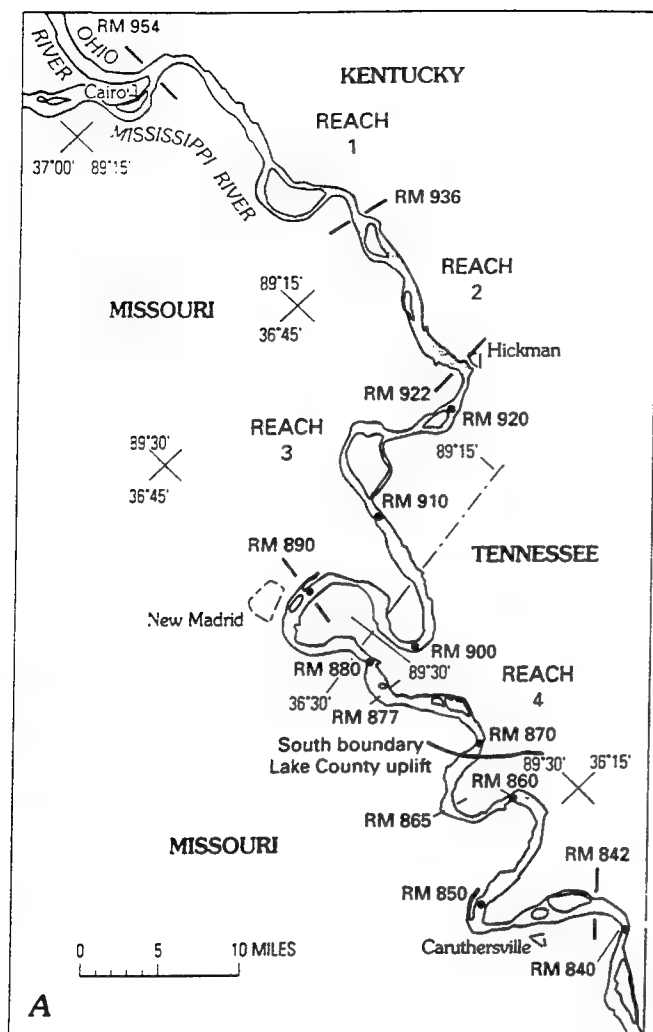 RM 954
OHIO
RIVER
Cairo
KENTUCKY
MISSISSIPPI RIVER
REACH
1
37°00' 89°15'
RM 936
REACH
2
89°15'
MISSOURI
36°45'
Hickman
RM 922
RM 920
REACH
3
89°30'
89°15'
36°45'
RM 910
RM 890
TENNESSEE
New Madrid
RM 900
RM 880
89°30'
REACH
4
36°30'
RM 877
RM 870
South boundary
Lake County uplift
89°30' 36°15'
RM 860
RM 865
MISSOURI
RM 842
RM 850
Caruthersville
RM 840
0 5 10 MILES
A